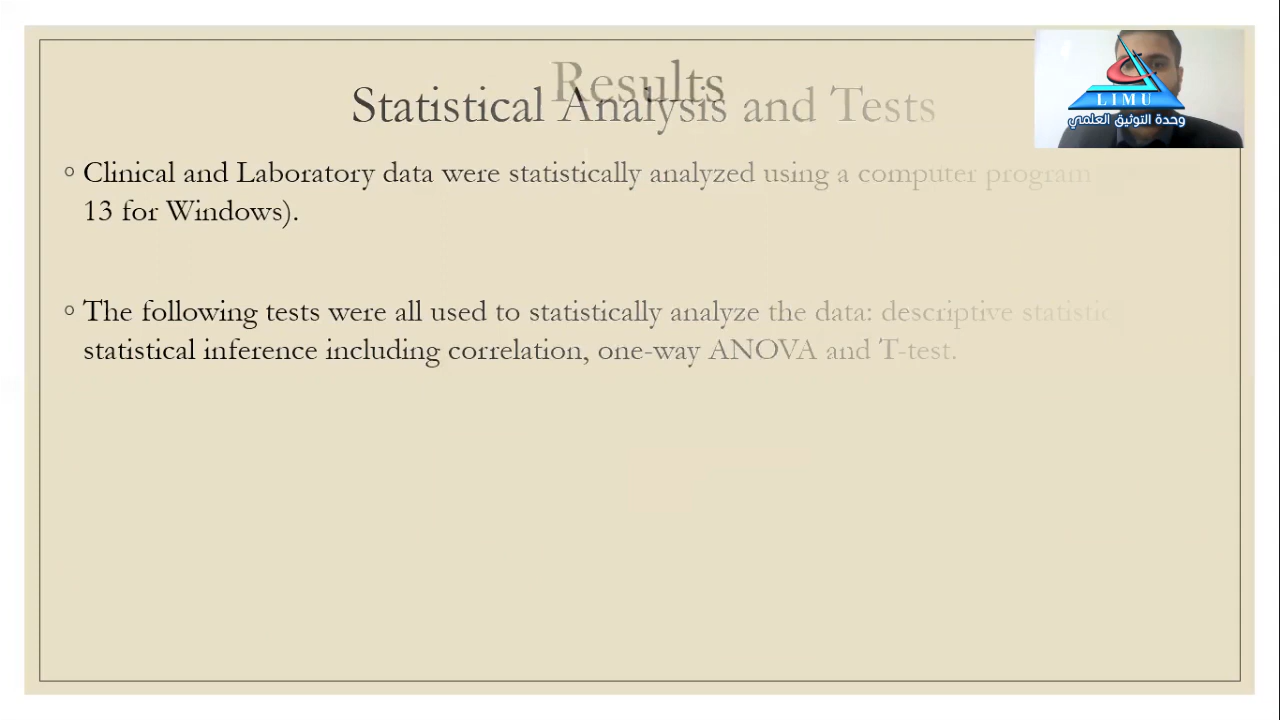 Results
Statistical Analysis and Tests
◦ Clinical and Laboratory data were statistically analyzed using a computer program
13 for Windows).
◦ The following tests were all used to statistically analyze the data: descriptive
statistical inference including correlation, one-way ANOVA and T-test.
LIMU
وحدة التوثيق العلمي